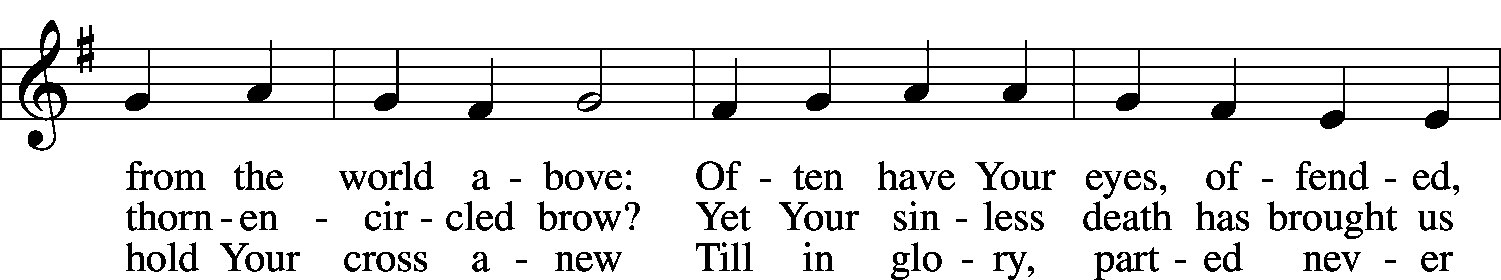 from the world a - bove: Of - ten have Your eyes, of - fend - ed,
thorn - en - cir - cled brow? Yet Your sin - less death has brought us
hold Your cross a - new Till in glo - ry, part - ed nev - er